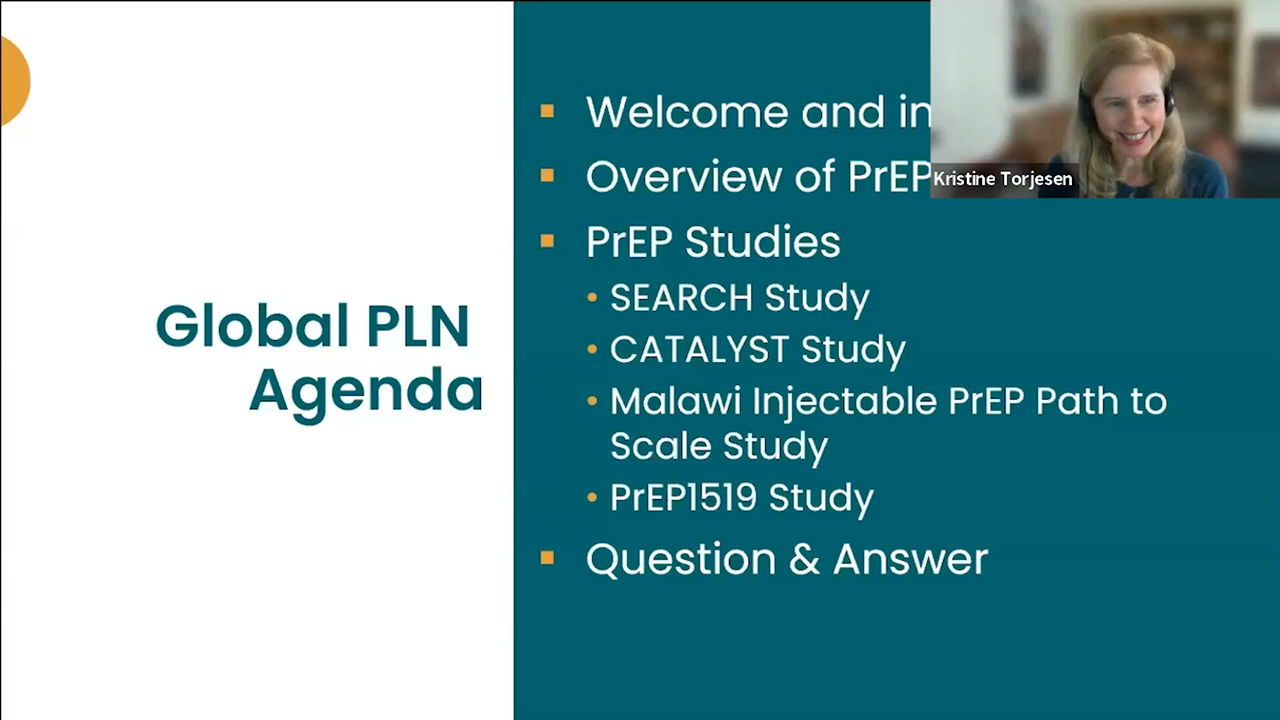 Global PLN
Agenda
Welcome and in
Overview of PrEP
PrEP Studies
SEARCH Study
CATALYST Study
Malawi Injectable PrEP Path to
Scale Study
PrEP1519 Study
Question & Answer
Kristine Torjesen